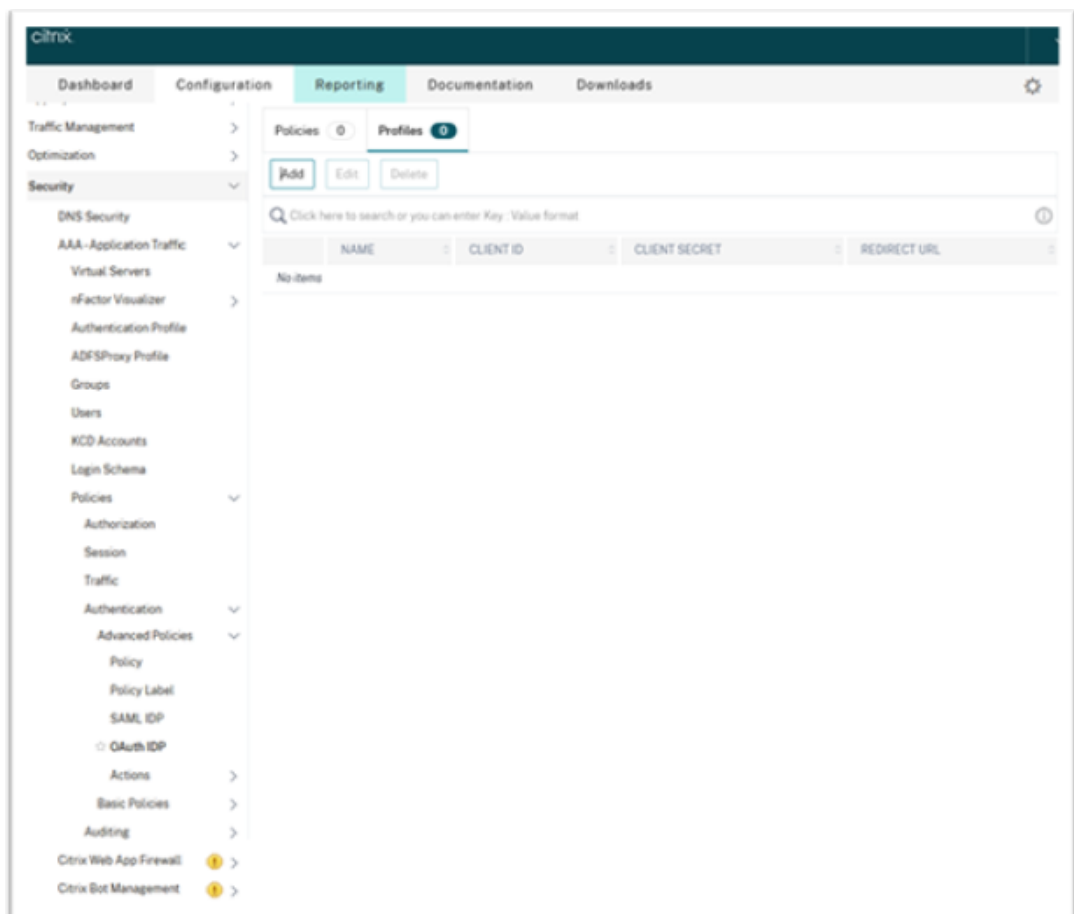 citrix
Dashboard Configuration Reporting Documentation Downloads
Traffic Management
Optimization
Security
DNS Security
AAA - Application Traffic
Virtual Servers
nFactor Visualizer
Authentication Profile
ADFSProxy Profile
Groups
Users
KCD Accounts
Login Schema
Policies
Authorization
Session
Traffic
Authentication
Advanced Policies
Policy
Policy Label
SAML IDP
OAuth IDP
Actions
Basic Policies
Auditing
Citrix Web App Firewall
Citrix Bot Management
Policies 0 Profiles 0
Add Edit Delete
Click here to search or you can enter Key : Value format
NAME CLIENT ID CLIENT SECRET REDIRECT URL
No items